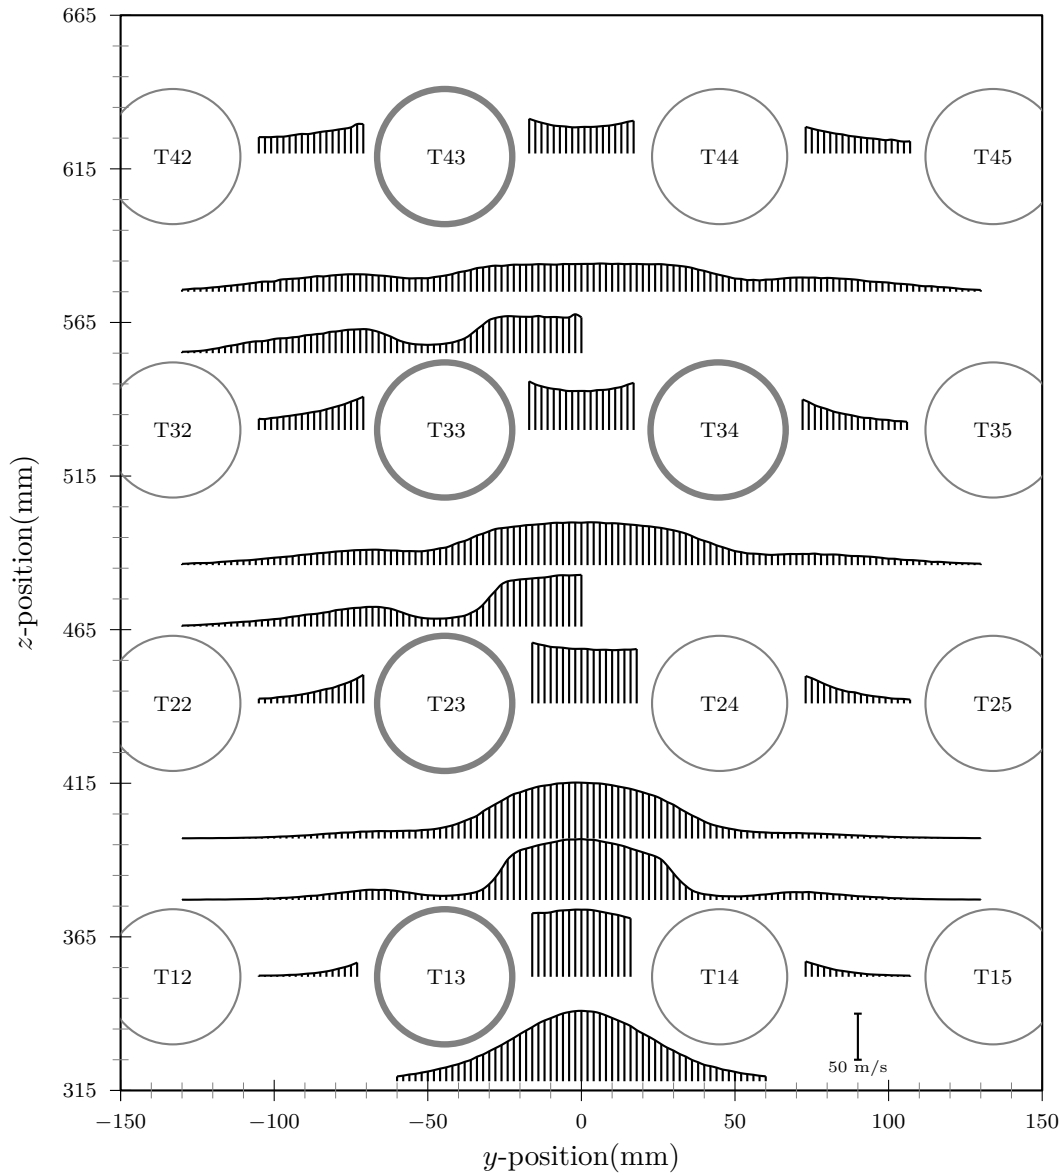 665
T42 T43 T44 T45
615
565
T32 T33 T34 T35
515
z-position(mm)
465
T22 T23 T24 T25
415
365
T12 T13 T14 T15
50 m/s
315
−150 −100 −50 0 50 100 150
y-position(mm)